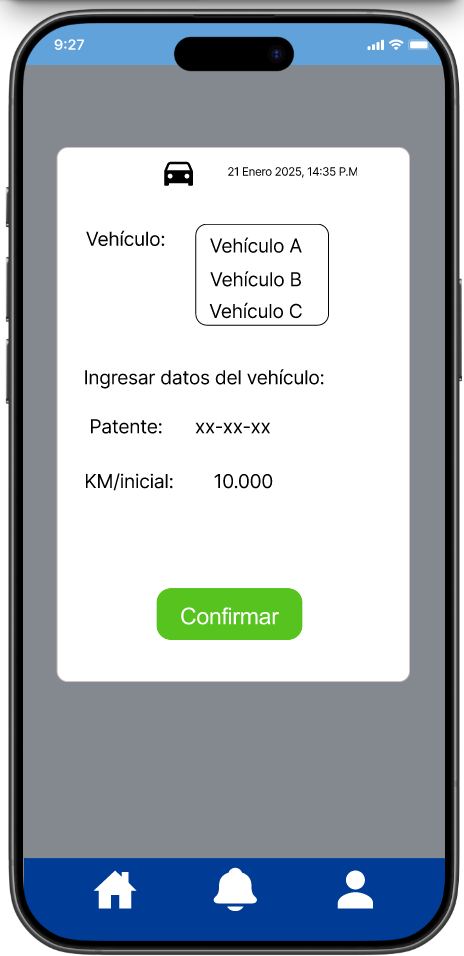 9:27
21 Enero 2025, 14:35 P.M
Vehículo:
Vehículo A
Vehículo B
Vehículo C
Ingresar datos del vehículo:
Patente: xx-xx-xx
KM/inicial: 10.000
Confirmar